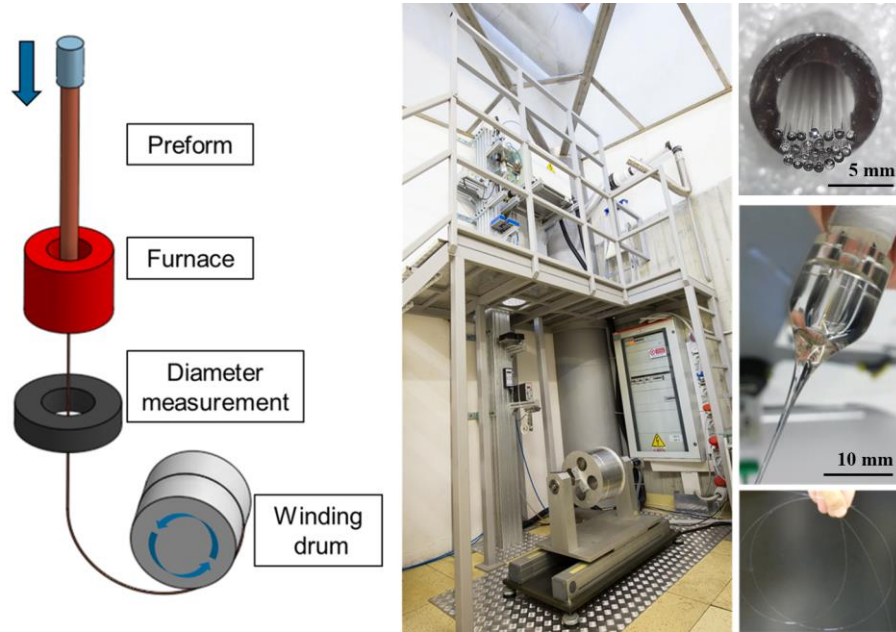 Preform
Furnace
Diameter
measurement
Winding
drum
5 mm
10 mm